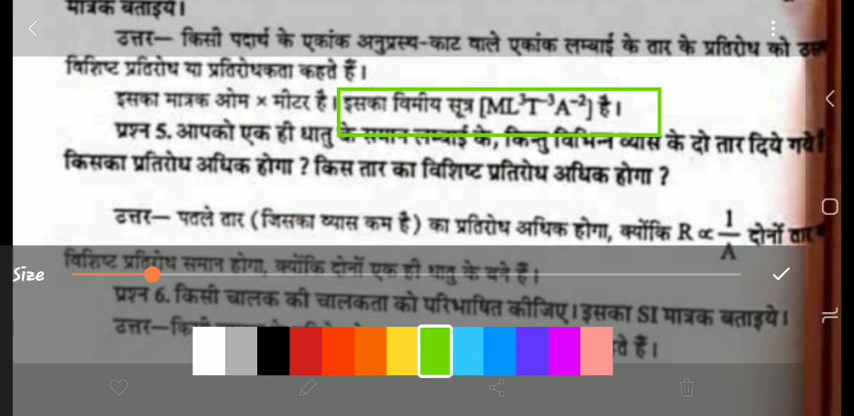 मात्रक बताइये।
उत्तर— किसी पदार्थ के एकांक अनुप्रस्थ-काट वाले एकांक लम्बाई के तार के प्रतिरोध को उस
विशिष्ट प्रतिरोध या प्रतिरोधकता कहते हैं।
इसका मात्रक ओम × मीटर है। इसका विमीय सूत्र [ML³T⁻³A⁻²] है।
प्रश्न 5. आपको एक ही धातु के समान लम्बाई के, किन्तु विभिन्न व्यास के दो तार दिये गये।
किसका प्रतिरोध अधिक होगा ? किस तार का विशिष्ट प्रतिरोध अधिक होगा ?
उत्तर— पतले तार (जिसका व्यास कम है) का प्रतिरोध अधिक होगा, क्योंकि R ∝ 1/A दोनों तार
विशिष्ट प्रतिरोध समान होगा, क्योंकि दोनों एक ही धातु के बने हैं।
Size
प्रश्न 6. किसी चालक की चालकता को परिभाषित कीजिए। इसका SI मात्रक बताइये।
उत्तर—
हैं।